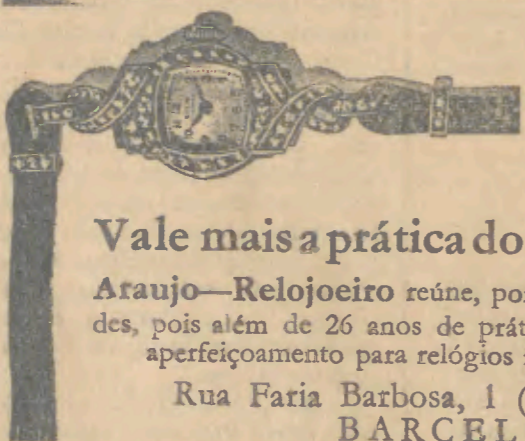 Vale mais a prática do
Araujo—Relojoeiro reúne, por
des, pois além de 26 anos de prát
aperfeiçoamento para relógios
Rua Faria Barbosa, 1 (
BARCEL